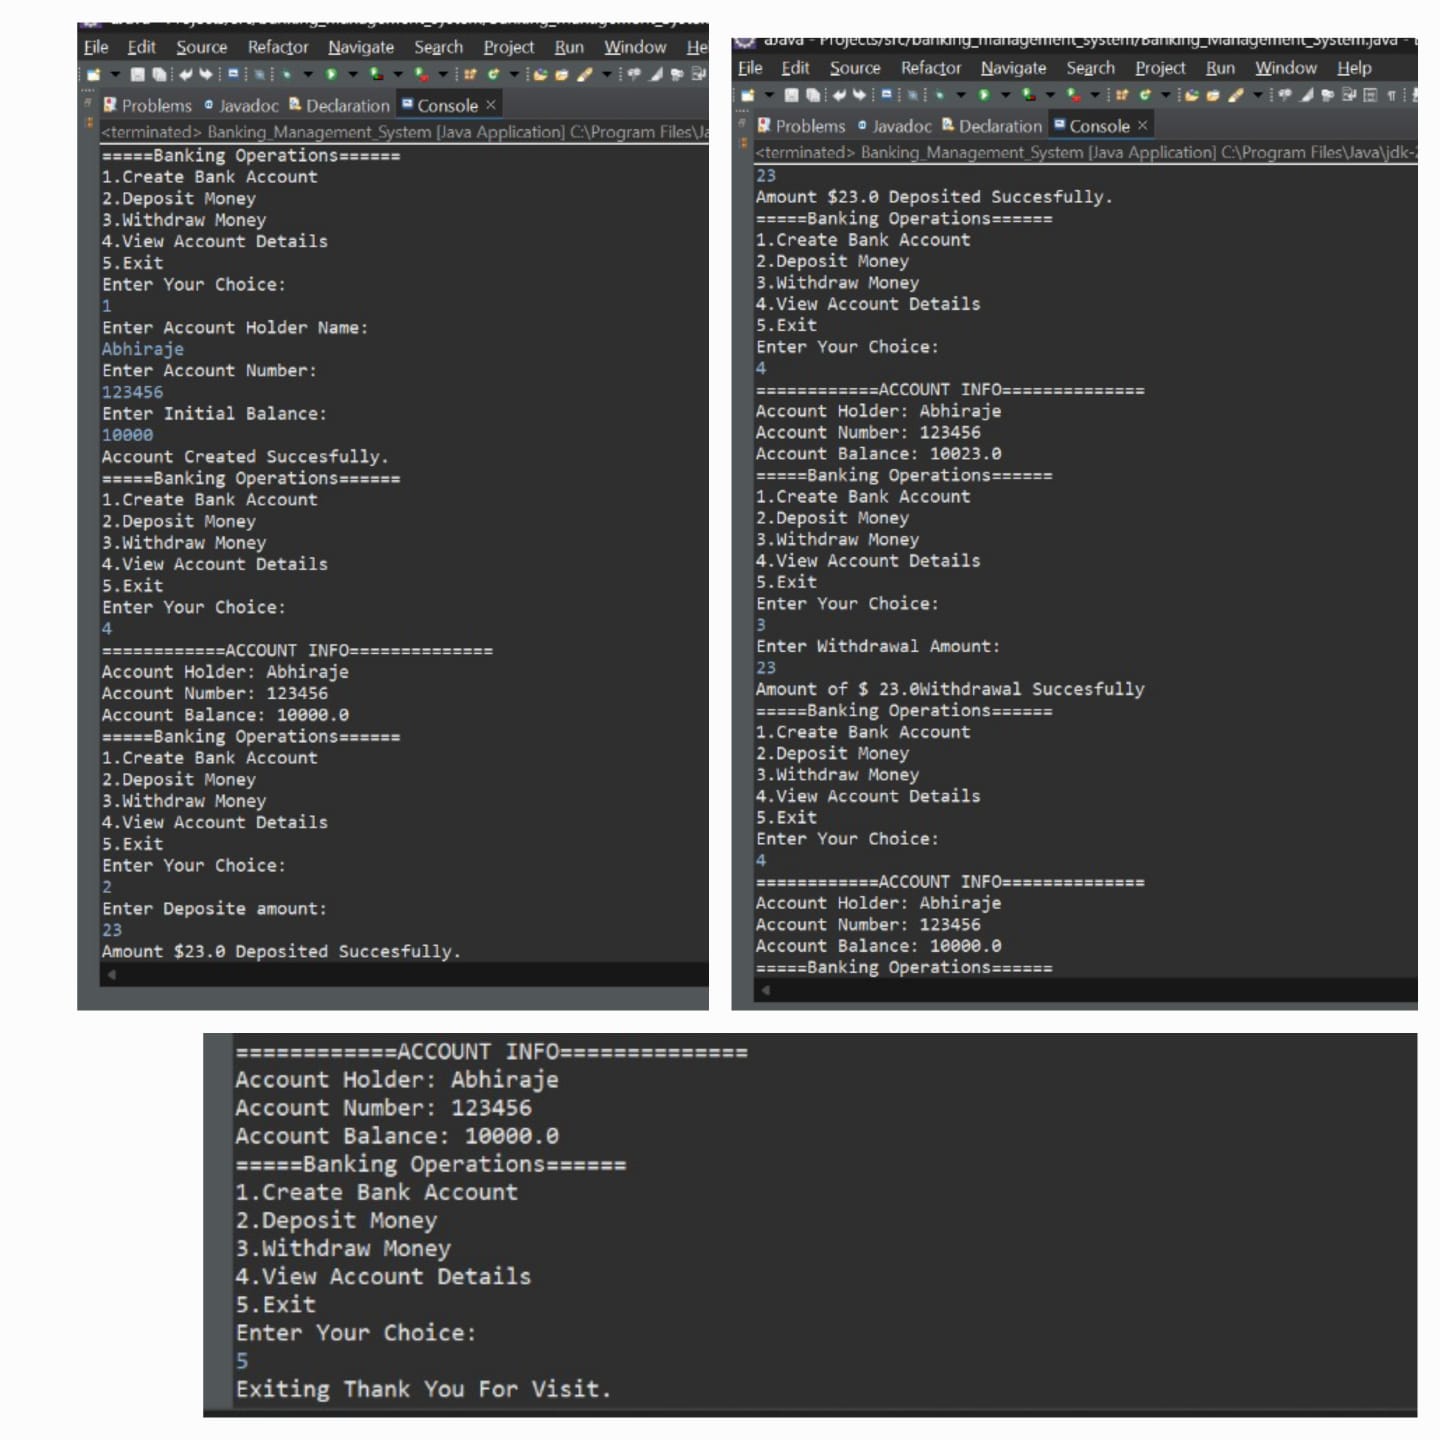 File Edit Source Refactor Navigate Search Project Run Window He
Problems Javadoc Declaration Console ×
<terminated> Banking_Management_System [Java Application] C:\Program Files\Ja
=====Banking Operations======
1.Create Bank Account
2.Deposit Money
3.Withdraw Money
4.View Account Details
5.Exit
Enter Your Choice:
1
Enter Account Holder Name:
Abhiraje
Enter Account Number:
123456
Enter Initial Balance:
10000
Account Created Succesfully.
=====Banking Operations======
1.Create Bank Account
2.Deposit Money
3.Withdraw Money
4.View Account Details
5.Exit
Enter Your Choice:
4
============ACCOUNT INFO==============
Account Holder: Abhiraje
Account Number: 123456
Account Balance: 10000.0
=====Banking Operations======
1.Create Bank Account
2.Deposit Money
3.Withdraw Money
4.View Account Details
5.Exit
Enter Your Choice:
2
Enter Deposite amount:
23
Amount $23.0 Deposited Succesfully.
aJava - Projects/src/banking_management_system/Banking_Management_System.java -
File Edit Source Refactor Navigate Search Project Run Window Help
Problems Javadoc Declaration Console ×
<terminated> Banking_Management_System [Java Application] C:\Program Files\Java\jdk-
23
Amount $23.0 Deposited Succesfully.
=====Banking Operations======
1.Create Bank Account
2.Deposit Money
3.Withdraw Money
4.View Account Details
5.Exit
Enter Your Choice:
4
============ACCOUNT INFO==============
Account Holder: Abhiraje
Account Number: 123456
Account Balance: 10023.0
=====Banking Operations======
1.Create Bank Account
2.Deposit Money
3.Withdraw Money
4.View Account Details
5.Exit
Enter Your Choice:
3
Enter Withdrawal Amount:
23
Amount of $ 23.0Withdrawal Succesfully
=====Banking Operations======
1.Create Bank Account
2.Deposit Money
3.Withdraw Money
4.View Account Details
5.Exit
Enter Your Choice:
4
============ACCOUNT INFO==============
Account Holder: Abhiraje
Account Number: 123456
Account Balance: 10000.0
=====Banking Operations======
============ACCOUNT INFO==============
Account Holder: Abhiraje
Account Number: 123456
Account Balance: 10000.0
=====Banking Operations======
1.Create Bank Account
2.Deposit Money
3.Withdraw Money
4.View Account Details
5.Exit
Enter Your Choice:
5
Exiting Thank You For Visit.